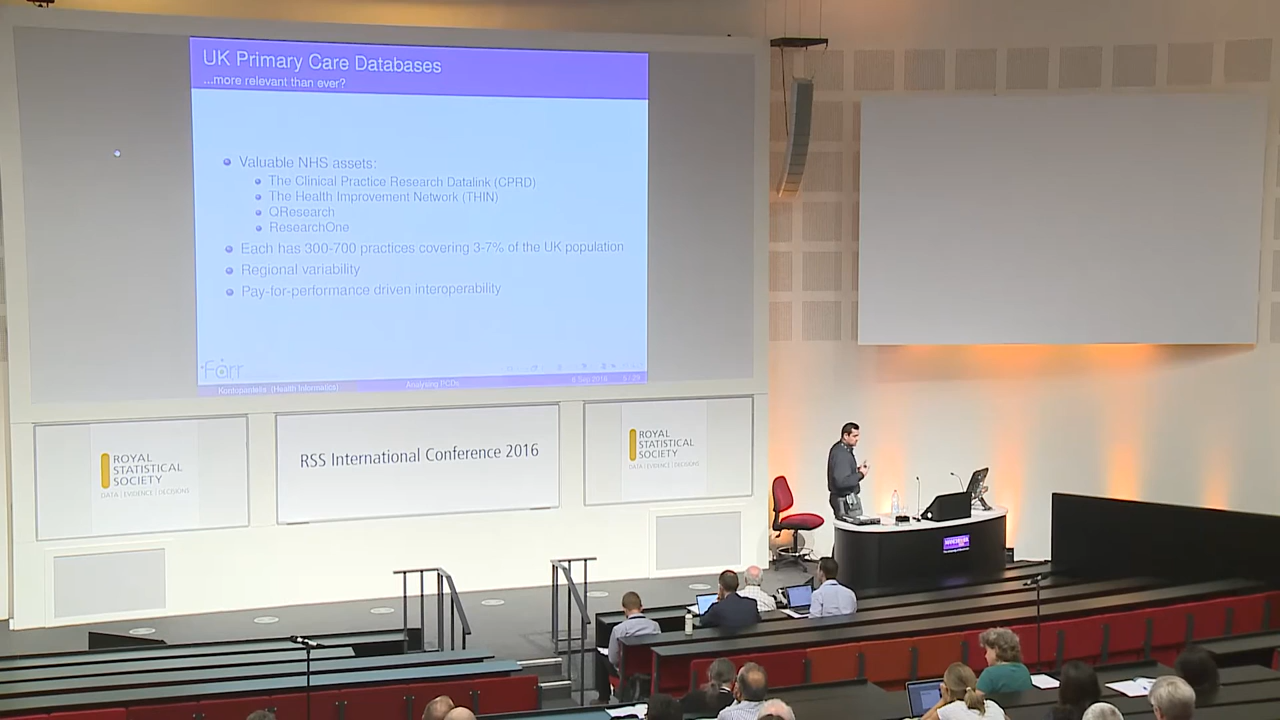 UK Primary Care Databases
...more relevant than ever?
Valuable NHS assets:
The Clinical Practice Research Datalink (CPRD)
The Health Improvement Network (THIN)
QResearch
ResearchOne
Each has 300-700 practices covering 3-7% of the UK population
Regional variability
Pay-for-performance driven interoperability
Farr
Kontopantelis (Health Informatics)
Analysing PCDs
ROYAL
STATISTICAL
SOCIETY
DATA | EVIDENCE | DECISIONS
RSS International Conference 2016
ROYAL
STATISTICAL
SOCIETY
DATA | EVIDENCE | DECISIONS
MANCHESTER